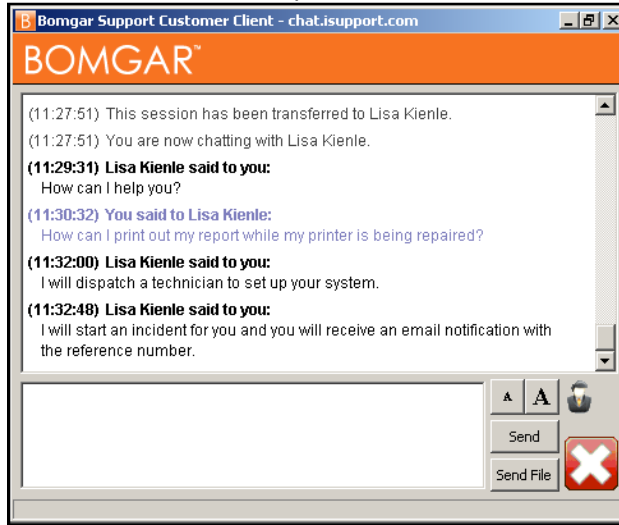 Bomgar Support Customer Client - chat.isupport.com
BOMGAR™
(11:27:51) This session has been transferred to Lisa Kienle.
(11:27:51) You are now chatting with Lisa Kienle.
(11:29:31) Lisa Kienle said to you:
How can I help you?
(11:30:32) You said to Lisa Kienle:
How can I print out my report while my printer is being repaired?
(11:32:00) Lisa Kienle said to you:
I will dispatch a technician to set up your system.
(11:32:48) Lisa Kienle said to you:
I will start an incident for you and you will receive an email notification with
the reference number.
A A
Send
Send File